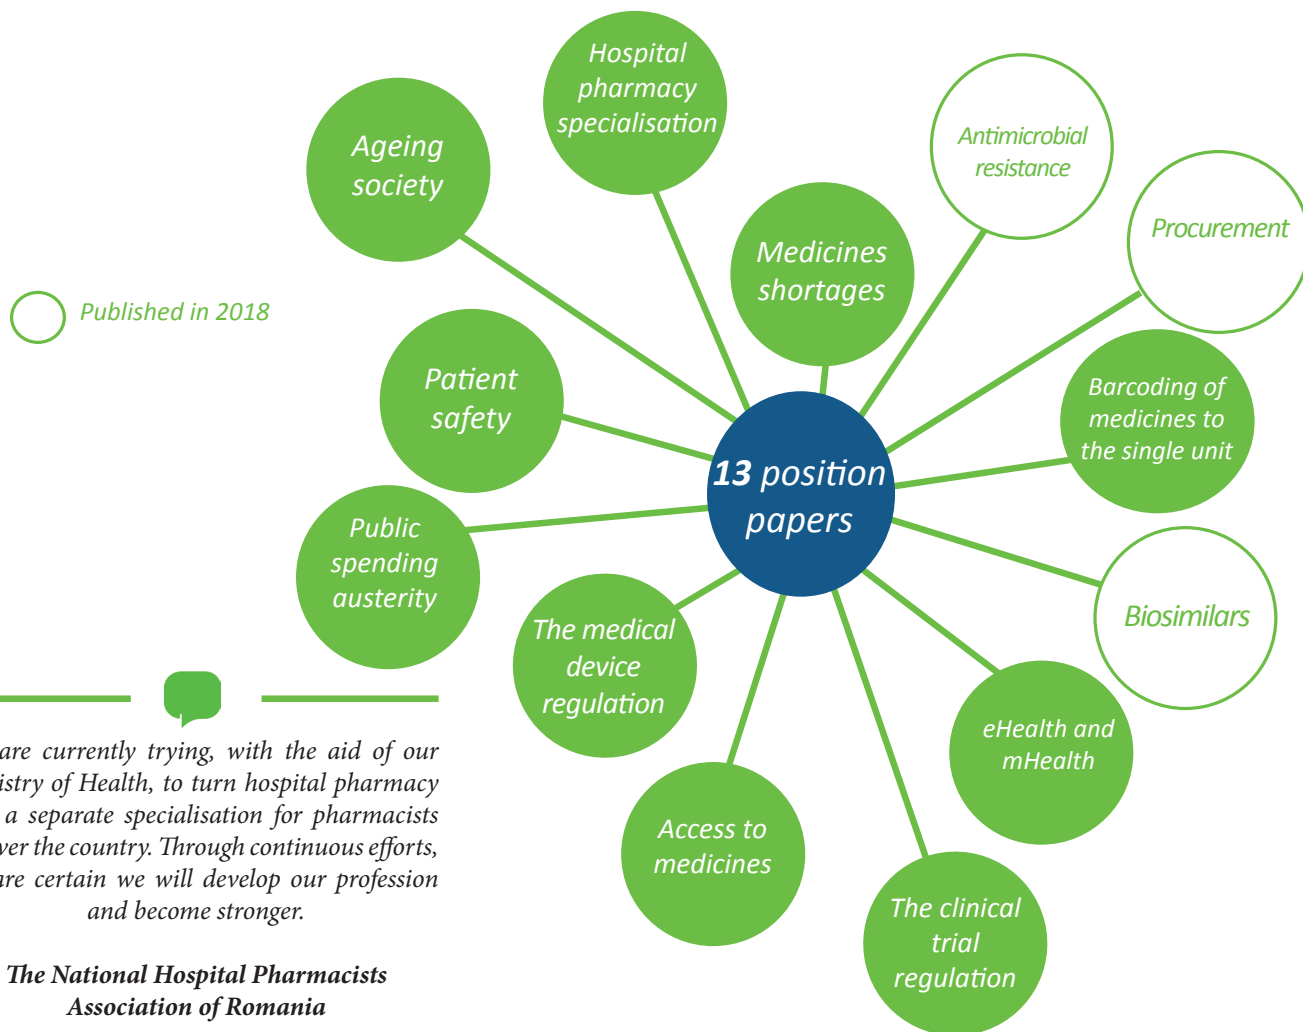 Hospital
pharmacy
specialisation
Ageing
society
Antimicrobial
resistance
Procurement
Medicines
shortages
Published in 2018
Patient
safety
Barcoding of
medicines to
the single unit
13 position
papers
Public
spending
austerity
Biosimilars
The medical
device
regulation
eHealth and
mHealth
Access to
medicines
The clinical
trial
regulation
are currently trying, with the aid of our
istry of Health, to turn hospital pharmacy
a separate specialisation for pharmacists
ver the country. Through continuous efforts,
are certain we will develop our profession
and become stronger.
The National Hospital Pharmacists
Association of Romania